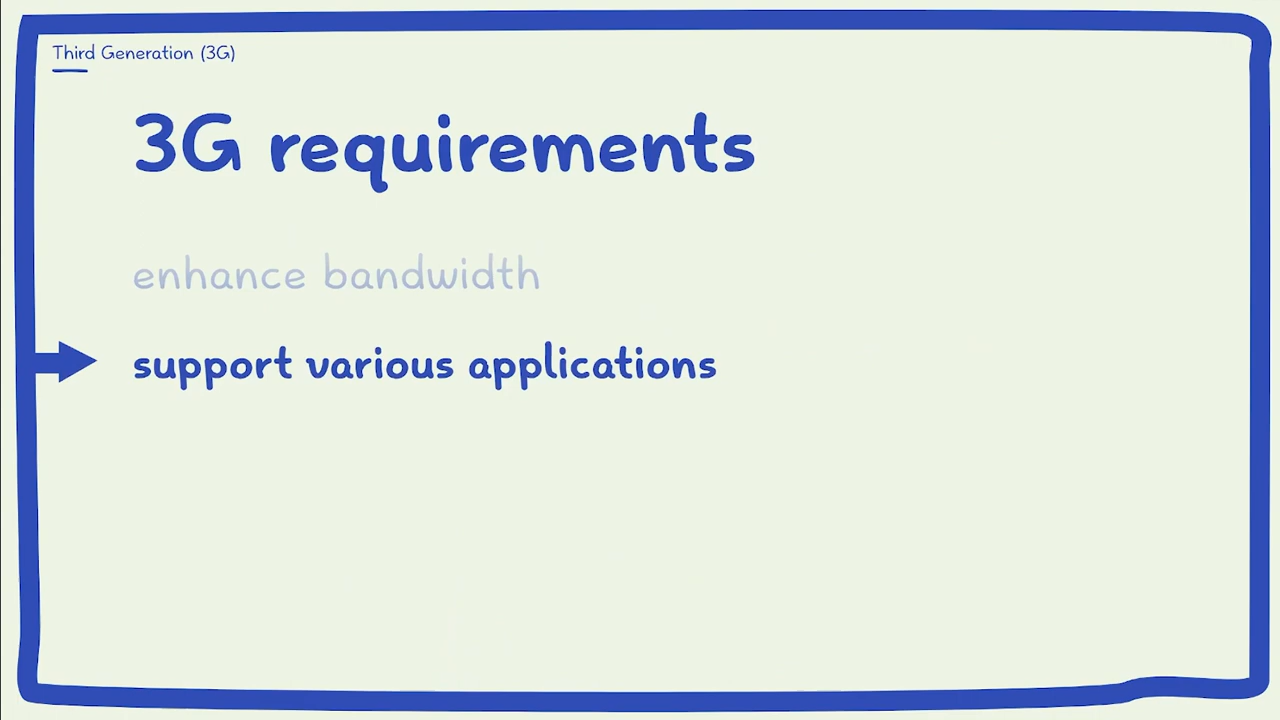 Third Generation (3G)
3G requirements
enhance bandwidth
support various applications